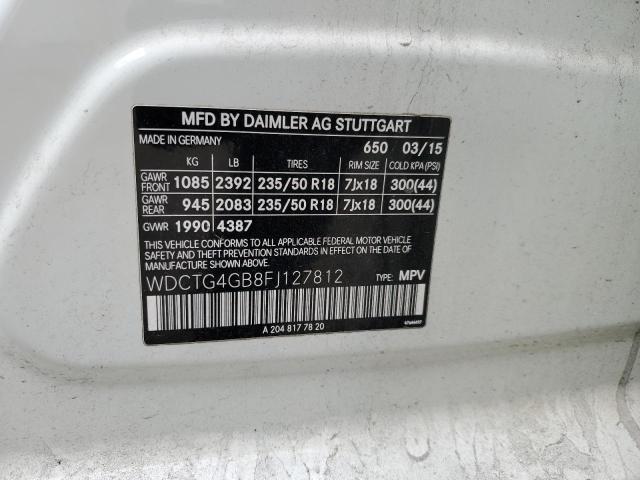 MFD BY DAIMLER AG STUTTGART
MADE IN GERMANY 650 03/15
KG LB TIRES RIM SIZE COLD KPA (PSI)
GAWR FRONT 1085 2392 235/50 R18 7Jx18 300(44)
GAWR REAR 945 2083 235/50 R18 7Jx18 300(44)
GVWR 1990 4387
THIS VEHICLE CONFORMS TO ALL APPLICABLE FEDERAL MOTOR VEHICLE
SAFETY AND THEFT PREVENTION STANDARDS IN EFFECT ON THE DATE
OF MANUFACTURE SHOWN ABOVE.
WDCTG4GB8FJ127812 TYPE: MPV
A 204 817 78 20